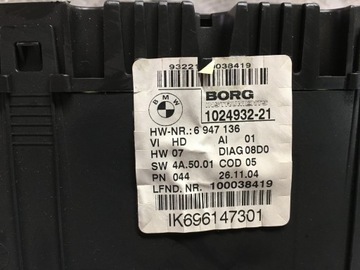 9322 0038419
BMW
BORG
INSTRUMENTS
1024932-21
HW-NR.: 6 947 136
VI HD AI 01
HW 07 DIAG 08D0
SW 4A.50.01 COD 05
PN 044 26.11.04
LFND. NR. 100038419
IK696147301